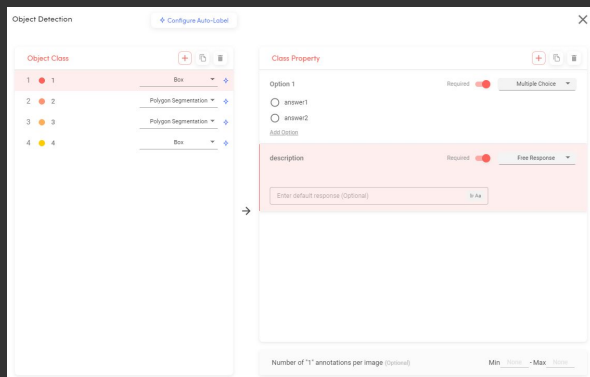 Object Detection
Configure Auto-Label
Object Class
1 1 Box
2 2 Polygon Segmentation
3 3 Polygon Segmentation
4 4 Box
Class Property
Option 1 Required Multiple Choice
answer1
answer2
Add Option
description Required Free Response
Enter default response (Optional)
Number of "1" annotations per image (Optional) Min None - Max None